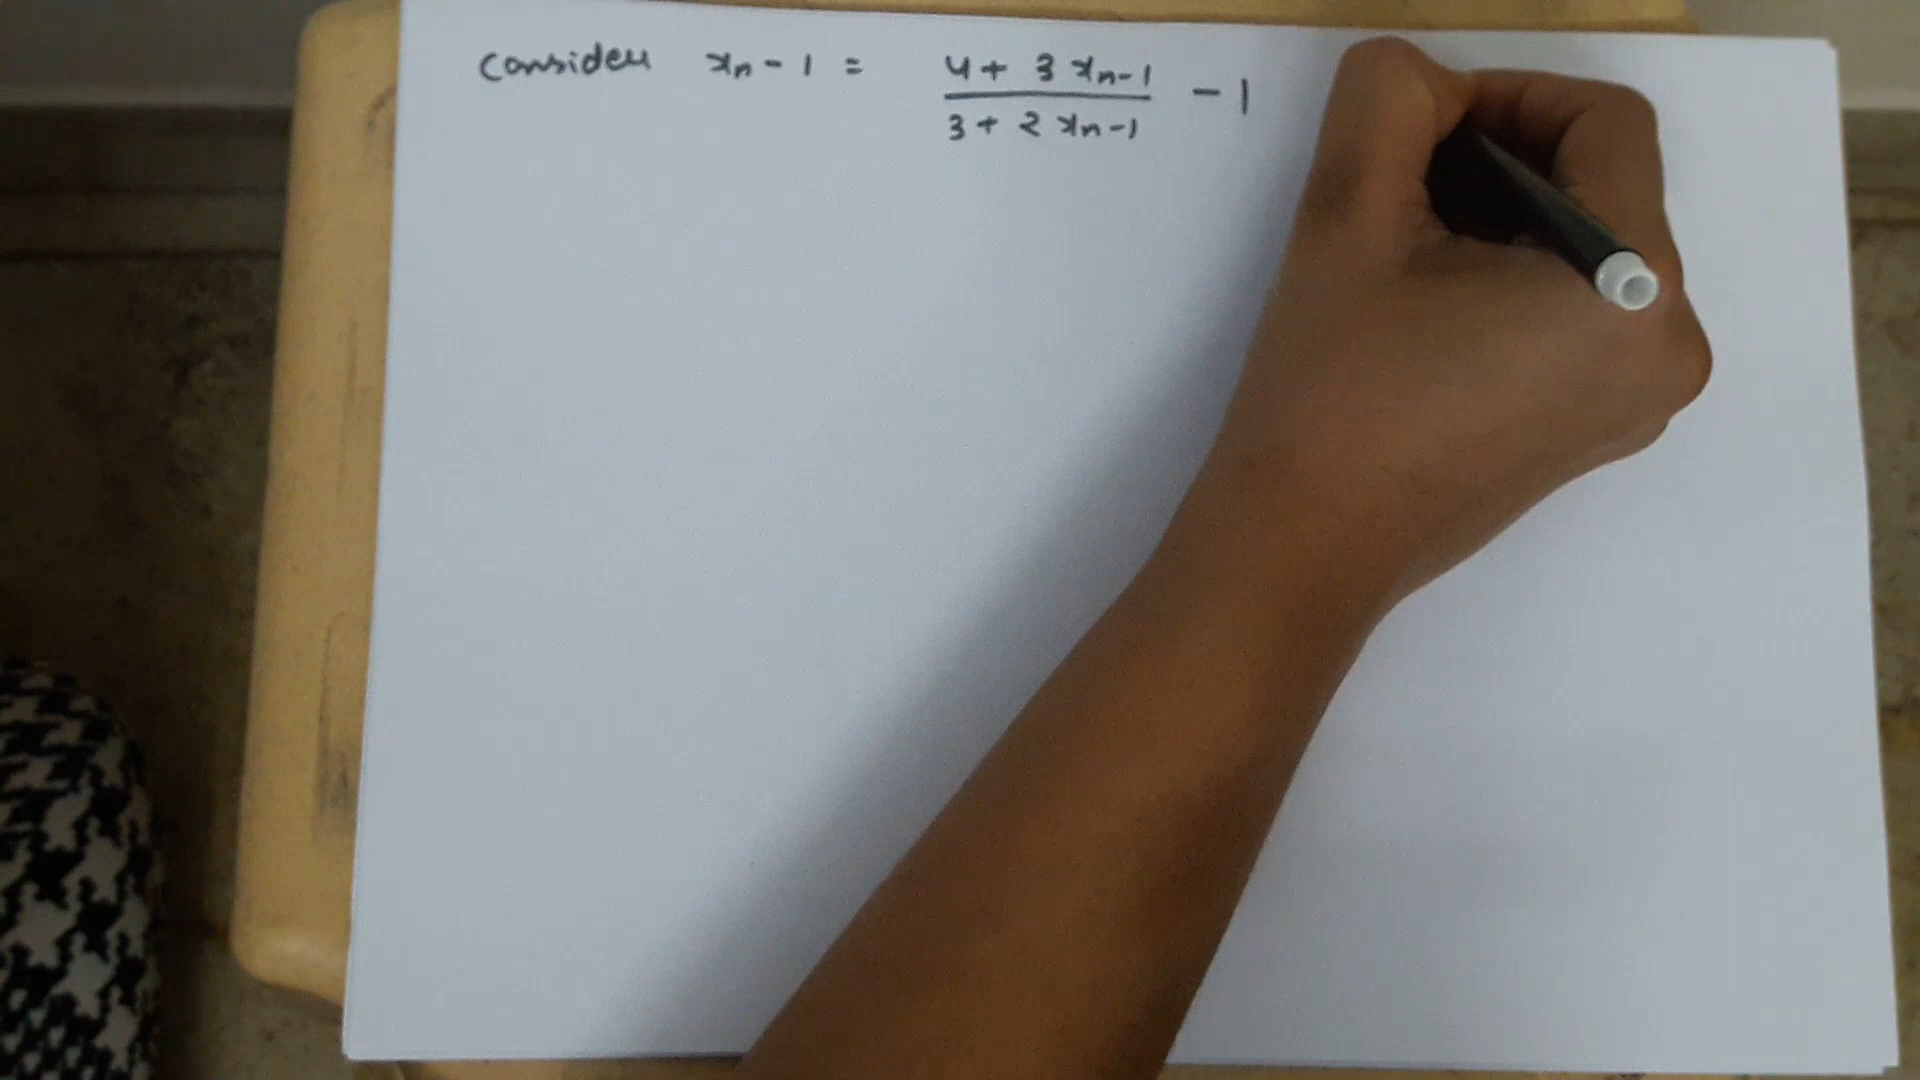 Consider xn - 1 = 4 + 3 xn-1 / 3 + 2 xn-1 - 1